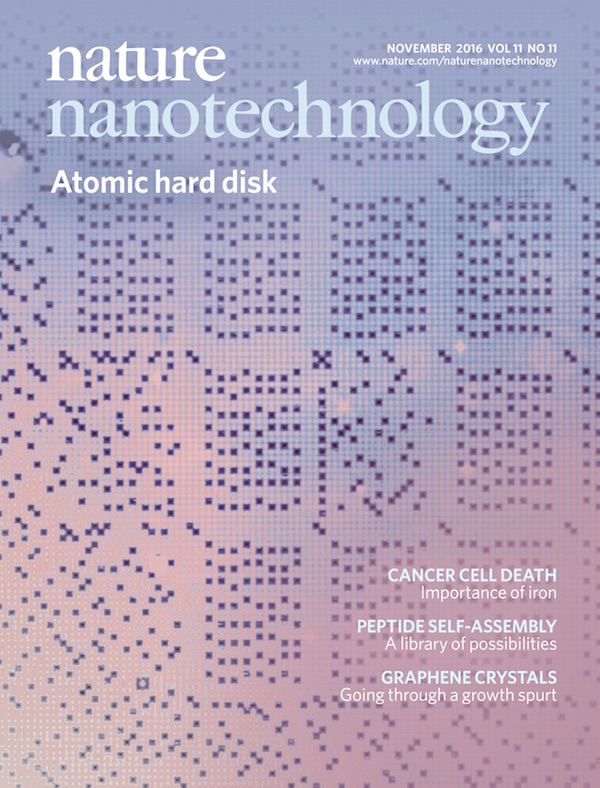 nature
NOVEMBER 2016 VOL 11 NO 11
www.nature.com/naturenanotechnology
nanotechnology
Atomic hard disk
CANCER CELL DEATH
Importance of iron
PEPTIDE SELF-ASSEMBLY
A library of possibilities
GRAPHENE CRYSTALS
Going through a growth spurt